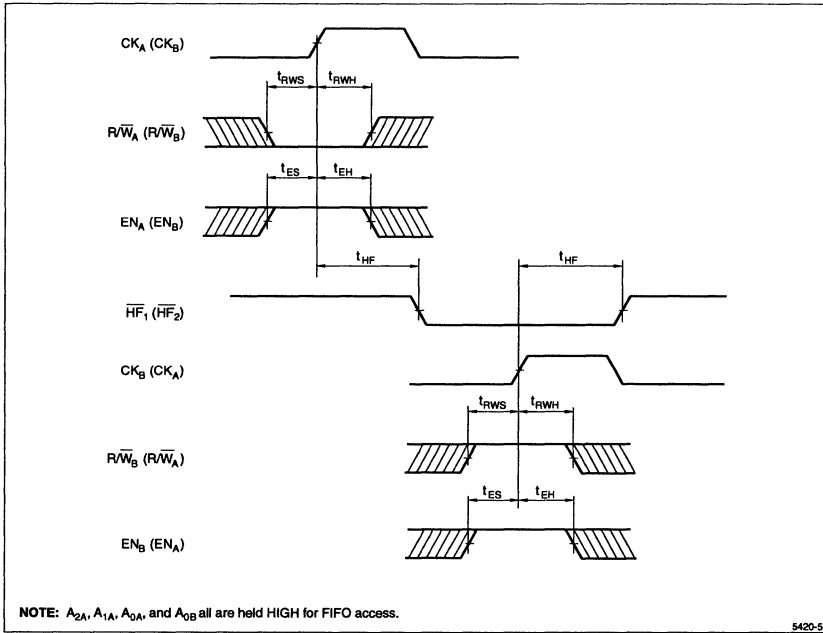 CK_A (CK_B)
t_RWS t_RWH
R/W̅_A (R/W̅_B)
t_ES t_EH
EN_A (EN_B)
t_HF t_HF
H̅F̅_1 (H̅F̅_2)
CK_B (CK_A)
t_RWS t_RWH
R/W̅_B (R/W̅_A)
t_ES t_EH
EN_B (EN_A)
NOTE: A_2A, A_1A, A_0A, and A_0B all are held HIGH for FIFO access.
5420-5